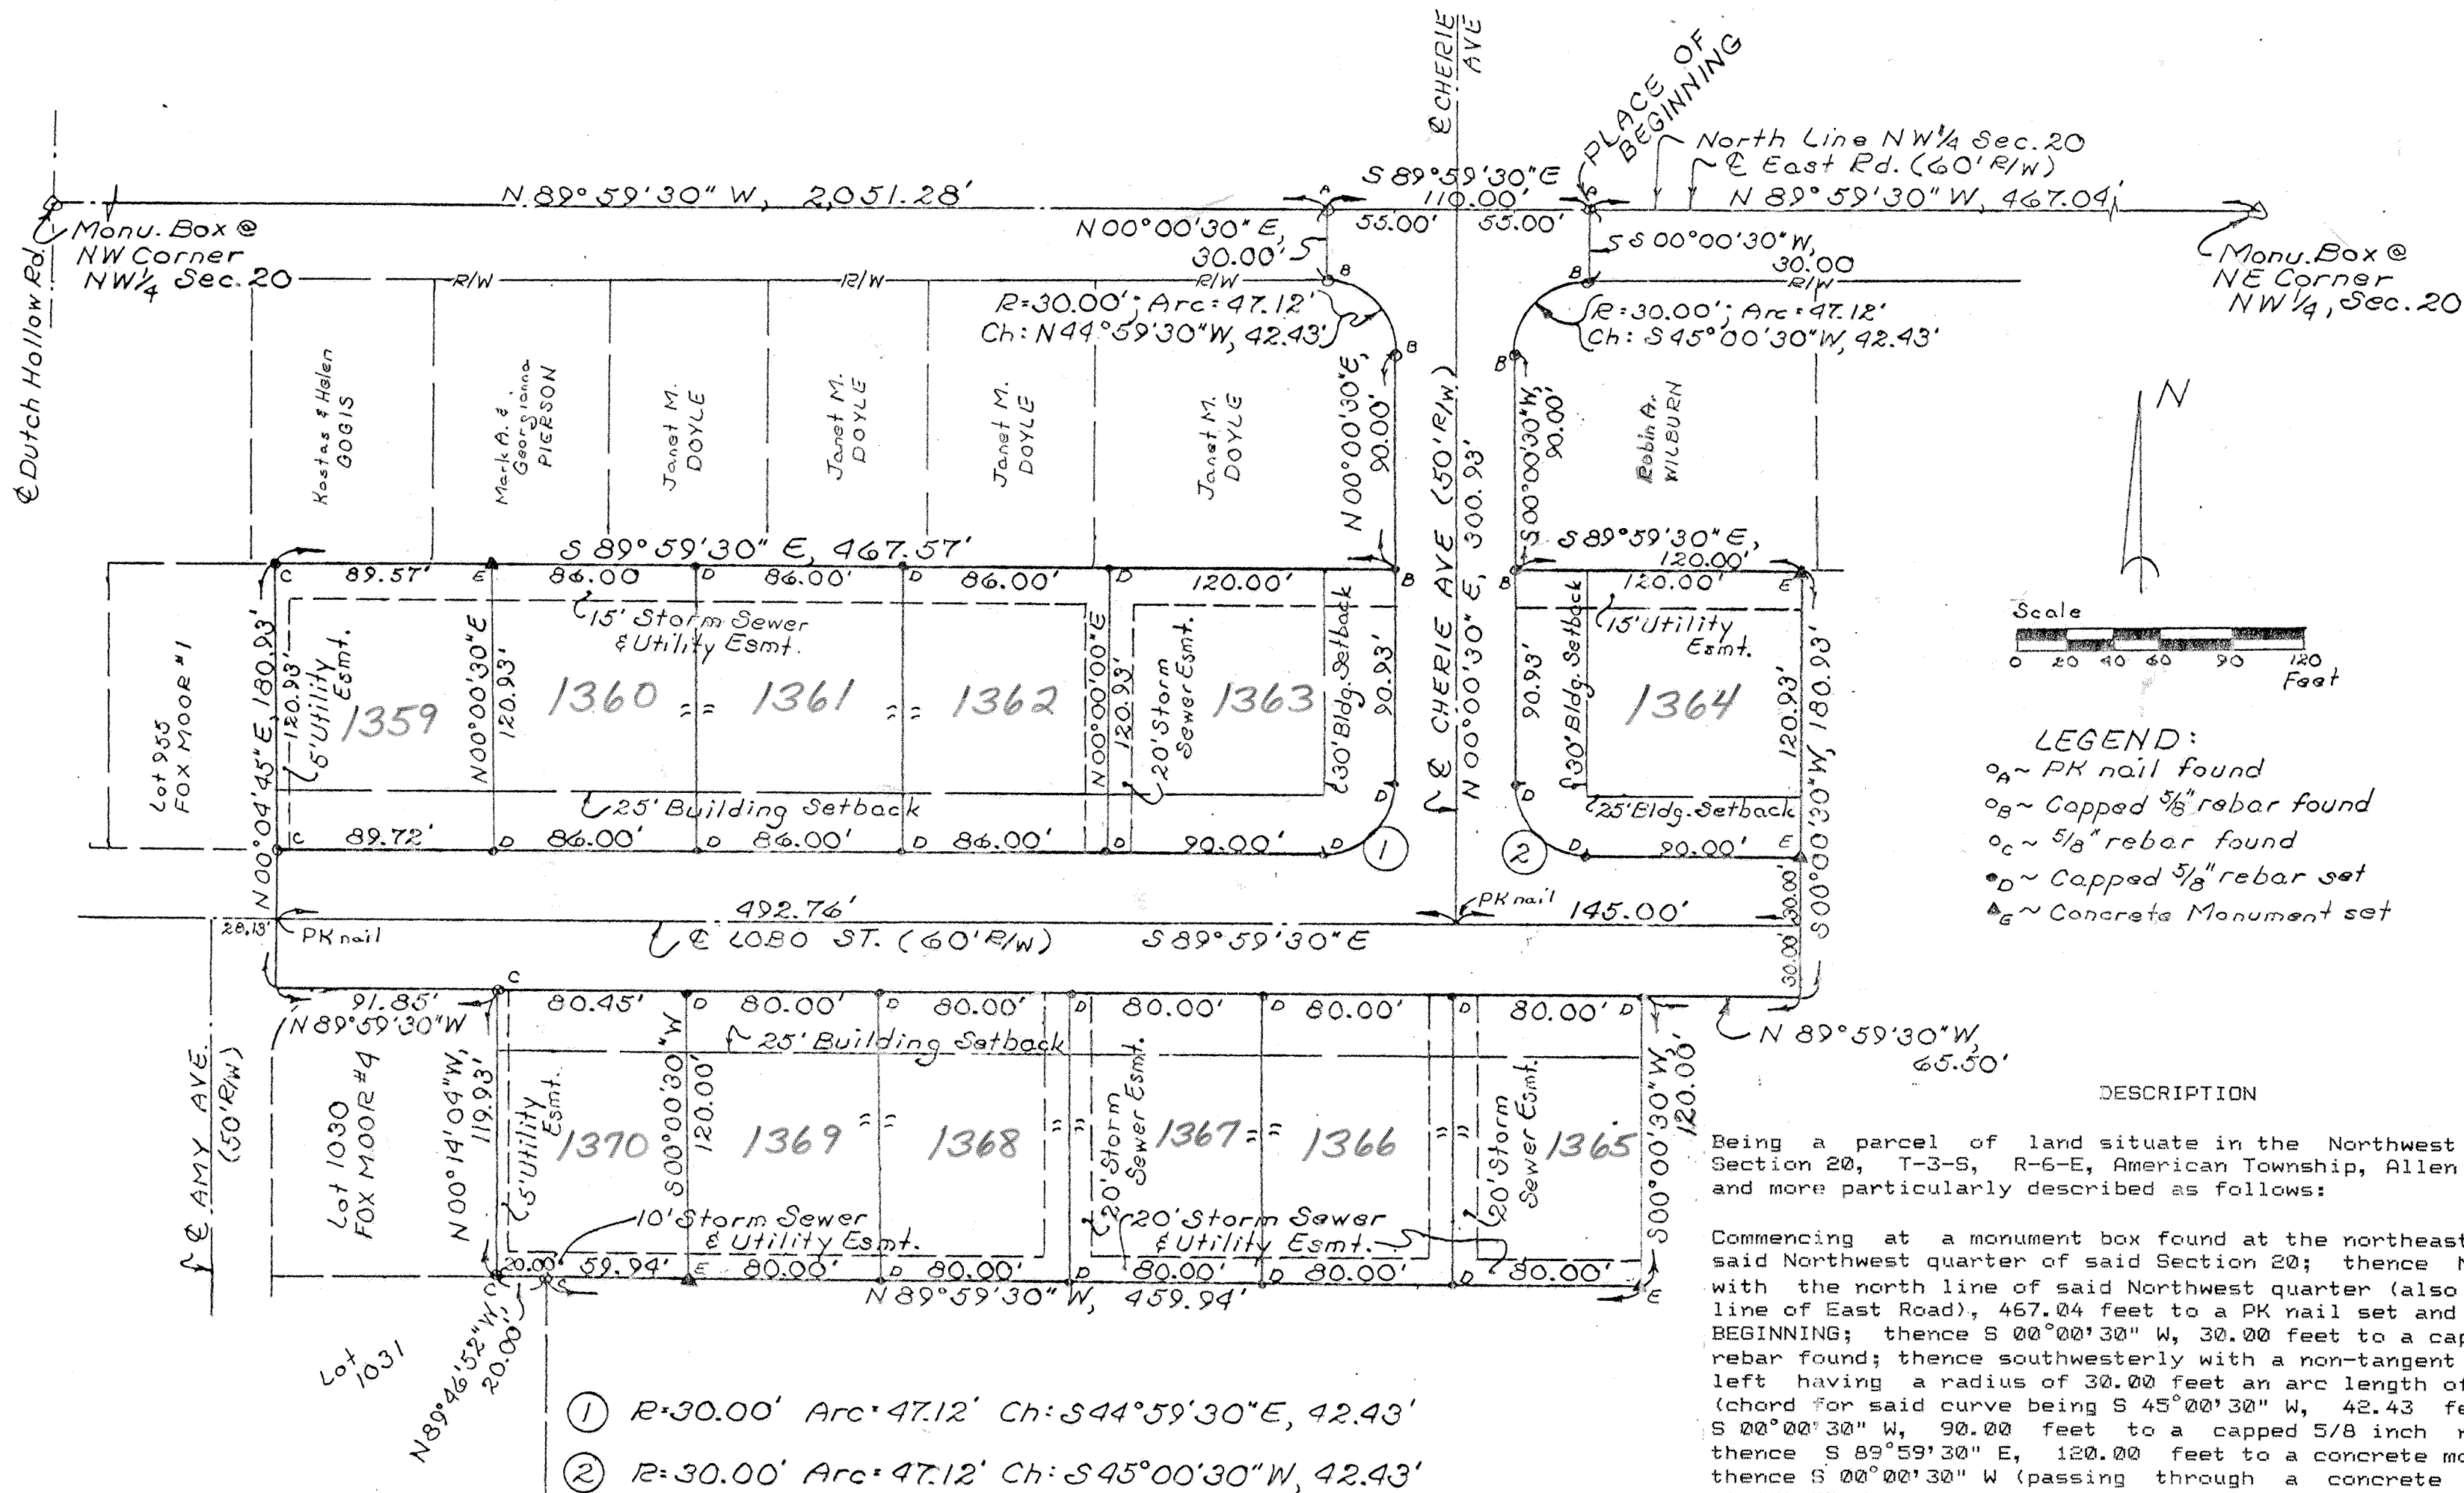 ℄ CHERIE
AVE
PLACE OF
BEGINNING
North Line NW¼ Sec. 20
℄ East Rd. (60' R/W)
N 89°59'30" W, 467.04'
S 89°59'30" E
110.00'
55.00' 55.00'
A
N 89°59'30" W, 2,051.28'
Monu. Box @
NW Corner
NW¼ Sec. 20
℄ Dutch Hollow Rd.
Monu. Box @
NE Corner
NW¼, Sec. 20
N 00°00'30" E,
30.00'
S 00°00'30" W,
30.00
R/W
R/W
R/W
R/W
B
B
R=30.00'; Arc=47.12'
Ch: N44°59'30"W, 42.43'
R=30.00'; Arc=47.12'
Ch: S45°00'30"W, 42.43'
B
B
Kostas & Helen
GOGIS
Mark A. &
Georgianna
PIERSON
Janet M.
DOYLE
Janet M.
DOYLE
Janet M.
DOYLE
Janet M.
DOYLE
N00°00'30"E,
90.00'
℄ CHERIE AVE (50' R/W)
N 00°00'30" E, 300.93'
S00°00'30"W,
90.00'
Robin A.
WILBURN
N
S 89°59'30" E, 467.57'
S 89°59'30" E,
120.00'
C
89.57'
E
86.00
D
86.00'
D
86.00'
D
120.00'
B
B
120.00'
E
15' Storm Sewer
& Utility Esmt.
15' Utility
Esmt.
Lot 955
FOX MOOR #1
N 00°04'45" E, 180.93'
120.93'
5' Utility
Esmt.
1359
N00°00'30"E
120.93'
1360
= =
1361
= =
1362
N00°00'00"E
120.93'
20' Storm
Sewer Esmt.
1363
30' Bldg. Setback
90.93'
90.93'
30' Bldg. Setback
1364
120.93'
S 00°00'30" W, 180.93'
25' Building Setback
25' Bldg. Setback
D
D
C
89.72'
D
86.00'
D
86.00'
D
86.00'
D
90.00'
D
1
2
D
90.00'
E
Scale
0 20 40 60 90 120
Feet
LEGEND:
A ~ PK nail found
B ~ Capped 5/8" rebar found
C ~ 5/8" rebar found
D ~ Capped 5/8" rebar set
E ~ Concrete Monument set
28.13'
PK nail
492.76'
PK nail
145.00'
30.00'
30.00'
℄ LOBO ST. (60' R/W) S 89°59'30" E
91.85'
N 89°59'30" W
C
80.45'
D
80.00'
D
80.00'
D
80.00'
D
80.00'
D
80.00'
D
N 89°59'30" W,
65.50'
25' Building Setback
℄ AMY AVE.
(50' R/W)
Lot 1030
FOX MOOR #4
N 00°14'04" W,
119.93'
5' Utility
Esmt.
1370
S00°00'30"W
120.00'
1369
= =
1368
= =
20' Storm
Sewer Esmt.
1367
= =
1366
= =
20' Storm
Sewer Esmt.
1365
S00°00'30"W,
120.00'
10' Storm Sewer
& Utility Esmt.
20' Storm Sewer
& Utility Esmt.
20.00'
C
C
59.94'
E
80.00'
D
80.00'
D
80.00'
D
80.00'
D
80.00'
E
N 89°59'30" W, 459.94'
N89°46'52"W
20.00'
Lot
1031
1 R=30.00' Arc=47.12' Ch: S44°59'30"E, 42.43'
2 R=30.00' Arc=47.12' Ch: S45°00'30"W, 42.43'
DESCRIPTION
Being a parcel of land situate in the Northwest
Section 20, T-3-S, R-6-E, American Township, Allen
and more particularly described as follows:
Commencing at a monument box found at the northeast
said Northwest quarter of said Section 20; thence
with the north line of said Northwest quarter (also
line of East Road), 467.04 feet to a PK nail set and
BEGINNING; thence S 00°00'30" W, 30.00 feet to a cap
rebar found; thence southwesterly with a non-tangent
left having a radius of 30.00 feet an arc length of
(chord for said curve being S 45°00'30" W, 42.43 fe
S 00°00'30" W, 90.00 feet to a capped 5/8 inch
thence S 89°59'30" E, 120.00 feet to a concrete mo
thence S 00°00'30" W (passing through a concrete